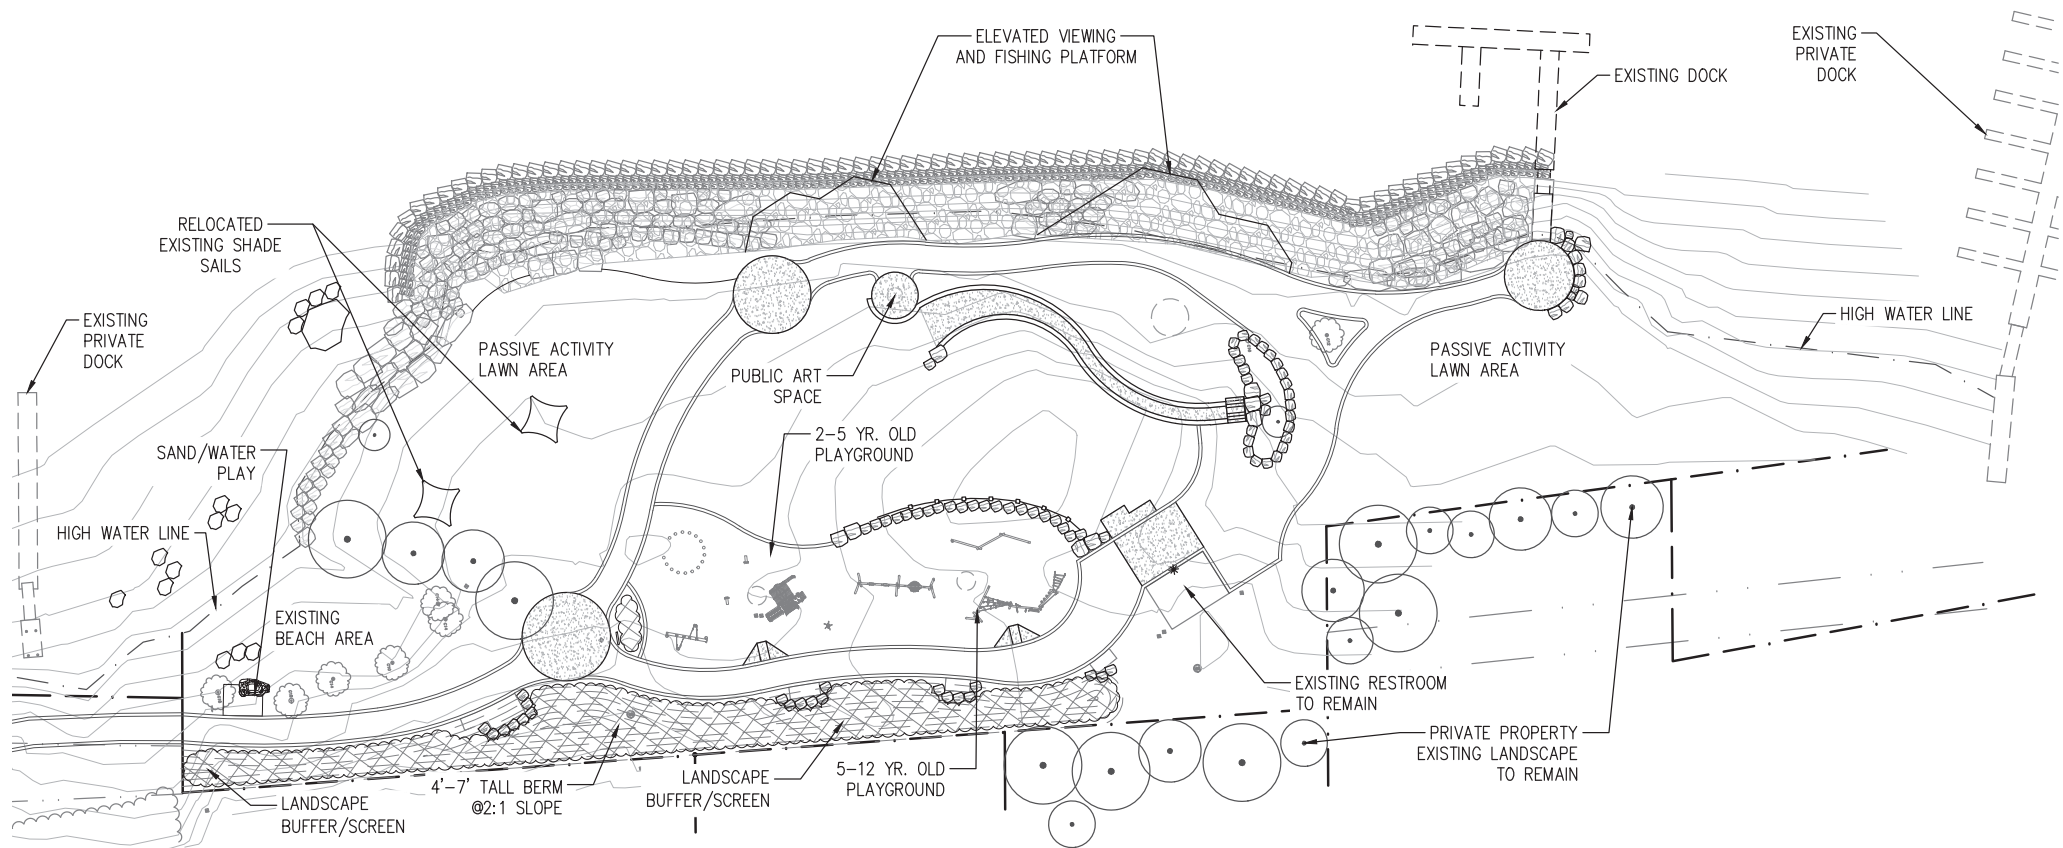 ELEVATED VIEWING
AND FISHING PLATFORM
EXISTING DOCK
EXISTING
PRIVATE
DOCK
RELOCATED
EXISTING SHADE
SAILS
EXISTING
PRIVATE
DOCK
PASSIVE ACTIVITY
LAWN AREA
PUBLIC ART
SPACE
PASSIVE ACTIVITY
LAWN AREA
HIGH WATER LINE
SAND/WATER
PLAY
2-5 YR. OLD
PLAYGROUND
HIGH WATER LINE
EXISTING
BEACH AREA
EXISTING RESTROOM
TO REMAIN
PRIVATE PROPERTY
EXISTING LANDSCAPE
TO REMAIN
LANDSCAPE
BUFFER/SCREEN
4'-7' TALL BERM
@2:1 SLOPE
LANDSCAPE
BUFFER/SCREEN
5-12 YR. OLD
PLAYGROUND